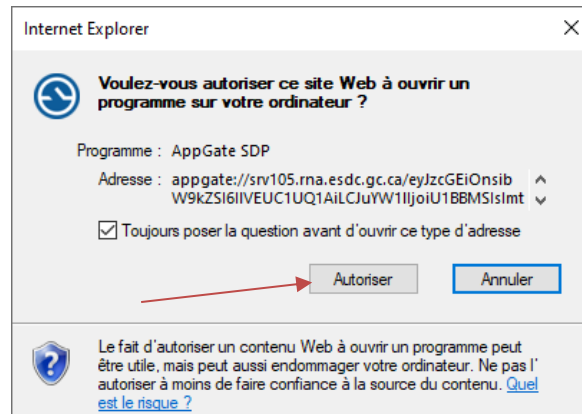 Internet Explorer
Voulez-vous autoriser ce site Web à ouvrir un
programme sur votre ordinateur ?
Programme : AppGate SDP
Adresse : appgate://srv105.rna.esdc.gc.ca/eyJzcGEiOnsib
W9kZSI6IlVEUC1UQ1AiLCJuYW1lIjoiU1BBMSIsImt
Toujours poser la question avant d'ouvrir ce type d'adresse
Autoriser Annuler
Le fait d'autoriser un contenu Web à ouvrir un programme peut
être utile, mais peut aussi endommager votre ordinateur. Ne pas l'
autoriser à moins de faire confiance à la source du contenu. Quel
est le risque ?